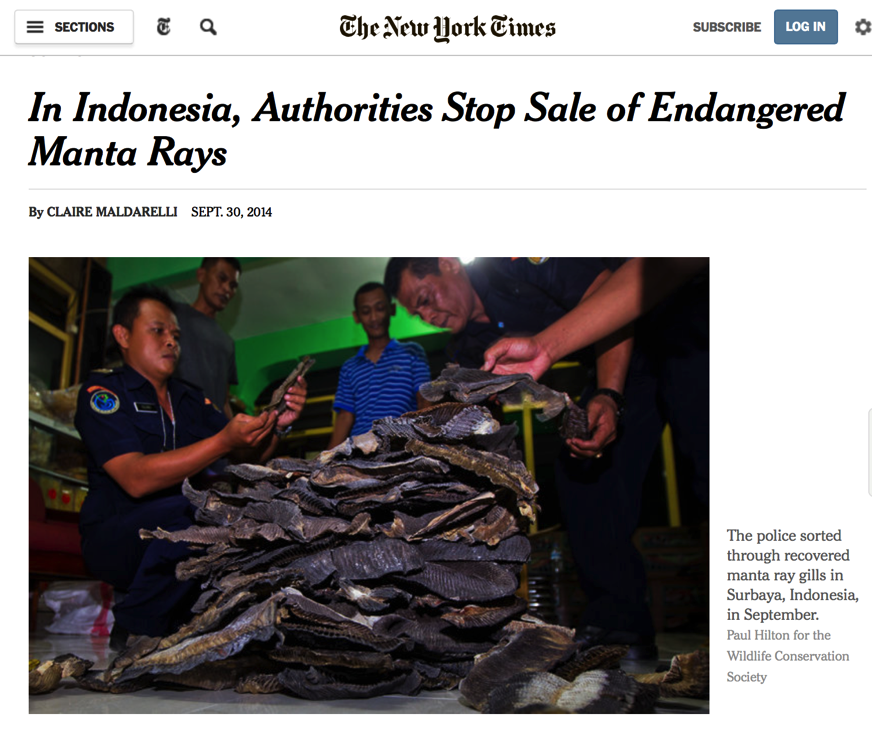 SECTIONS
The New York Times
SUBSCRIBE
LOG IN
In Indonesia, Authorities Stop Sale of Endangered
Manta Rays
By CLAIRE MALDARELLI SEPT. 30, 2014
The police sorted
through recovered
manta ray gills in
Surbaya, Indonesia,
in September.
Paul Hilton for the
Wildlife Conservation
Society